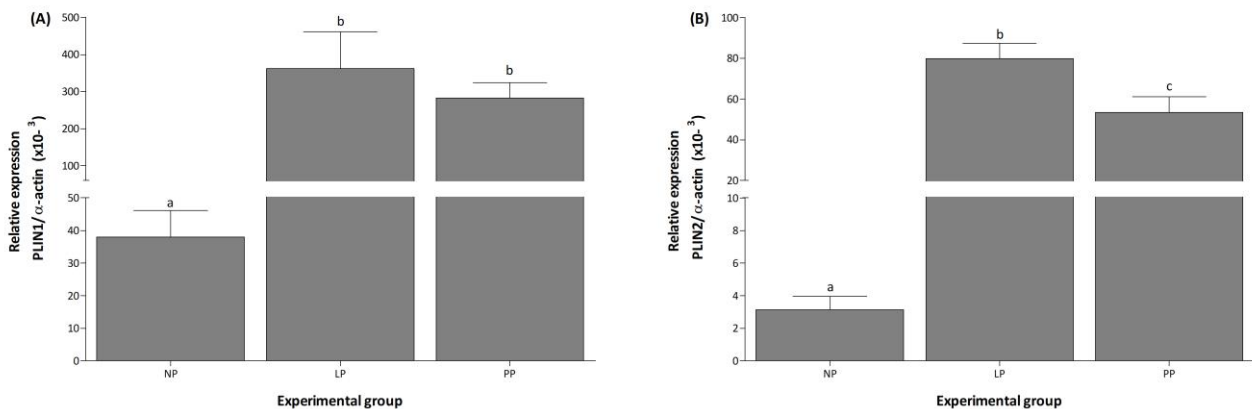 (A)
Relative expression
PLIN1/ α-actin (x10- ³)
500
400
300
200
100
50
40
30
20
10
0
a
b
b
NP
LP
PP
Experimental group
(B)
Relative expression
PLIN2/ α-actin (x10- ³)
100
80
60
40
20
10
8
6
4
2
0
a
b
c
NP
LP
PP
Experimental group